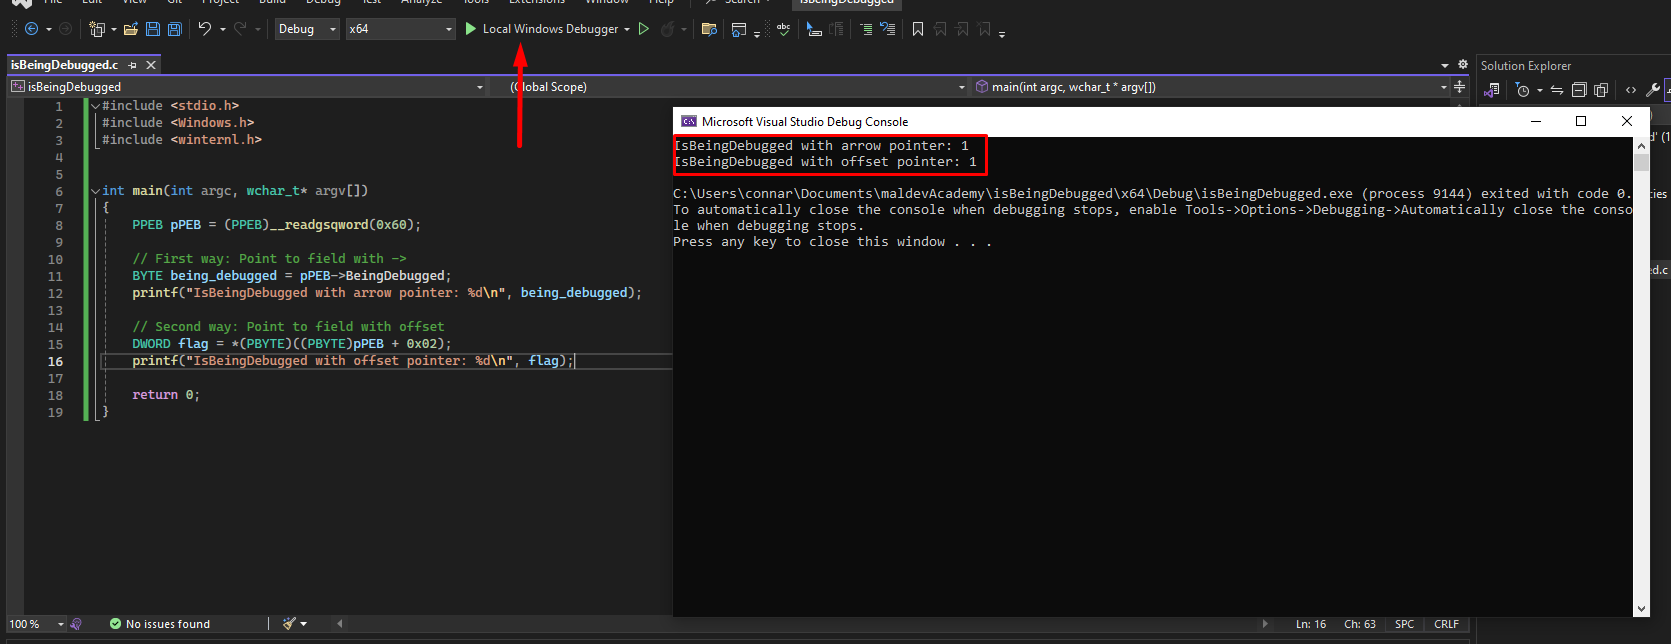 File Edit View Git Project Build Debug Test Analyze Tools Extensions Window Help Search isBeingDebugged
Debug x64 Local Windows Debugger abc
isBeingDebugged.c
Solution Explorer
isBeingDebugged (Global Scope) main(int argc, wchar_t * argv[])
1 #include <stdio.h>
2 #include <Windows.h>
3 #include <winternl.h>
4
5
6 int main(int argc, wchar_t* argv[])
7 {
8 PPEB pPEB = (PPEB)__readgsqword(0x60);
9
10 // First way: Point to field with ->
11 BYTE being_debugged = pPEB->BeingDebugged;
12 printf("IsBeingDebugged with arrow pointer: %d\n", being_debugged);
13
14 // Second way: Point to field with offset
15 DWORD flag = *(PBYTE)((PBYTE)pPEB + 0x02);
16 printf("IsBeingDebugged with offset pointer: %d\n", flag);
17
18 return 0;
19 }
Microsoft Visual Studio Debug Console
IsBeingDebugged with arrow pointer: 1
IsBeingDebugged with offset pointer: 1
C:\Users\connar\Documents\maldevAcademy\isBeingDebugged\x64\Debug\isBeingDebugged.exe (process 9144) exited with code 0.
To automatically close the console when debugging stops, enable Tools->Options->Debugging->Automatically close the conso
le when debugging stops.
Press any key to close this window . . .
d' (1
cies
ed.c
100 % No issues found Ln: 16 Ch: 63 SPC CRLF